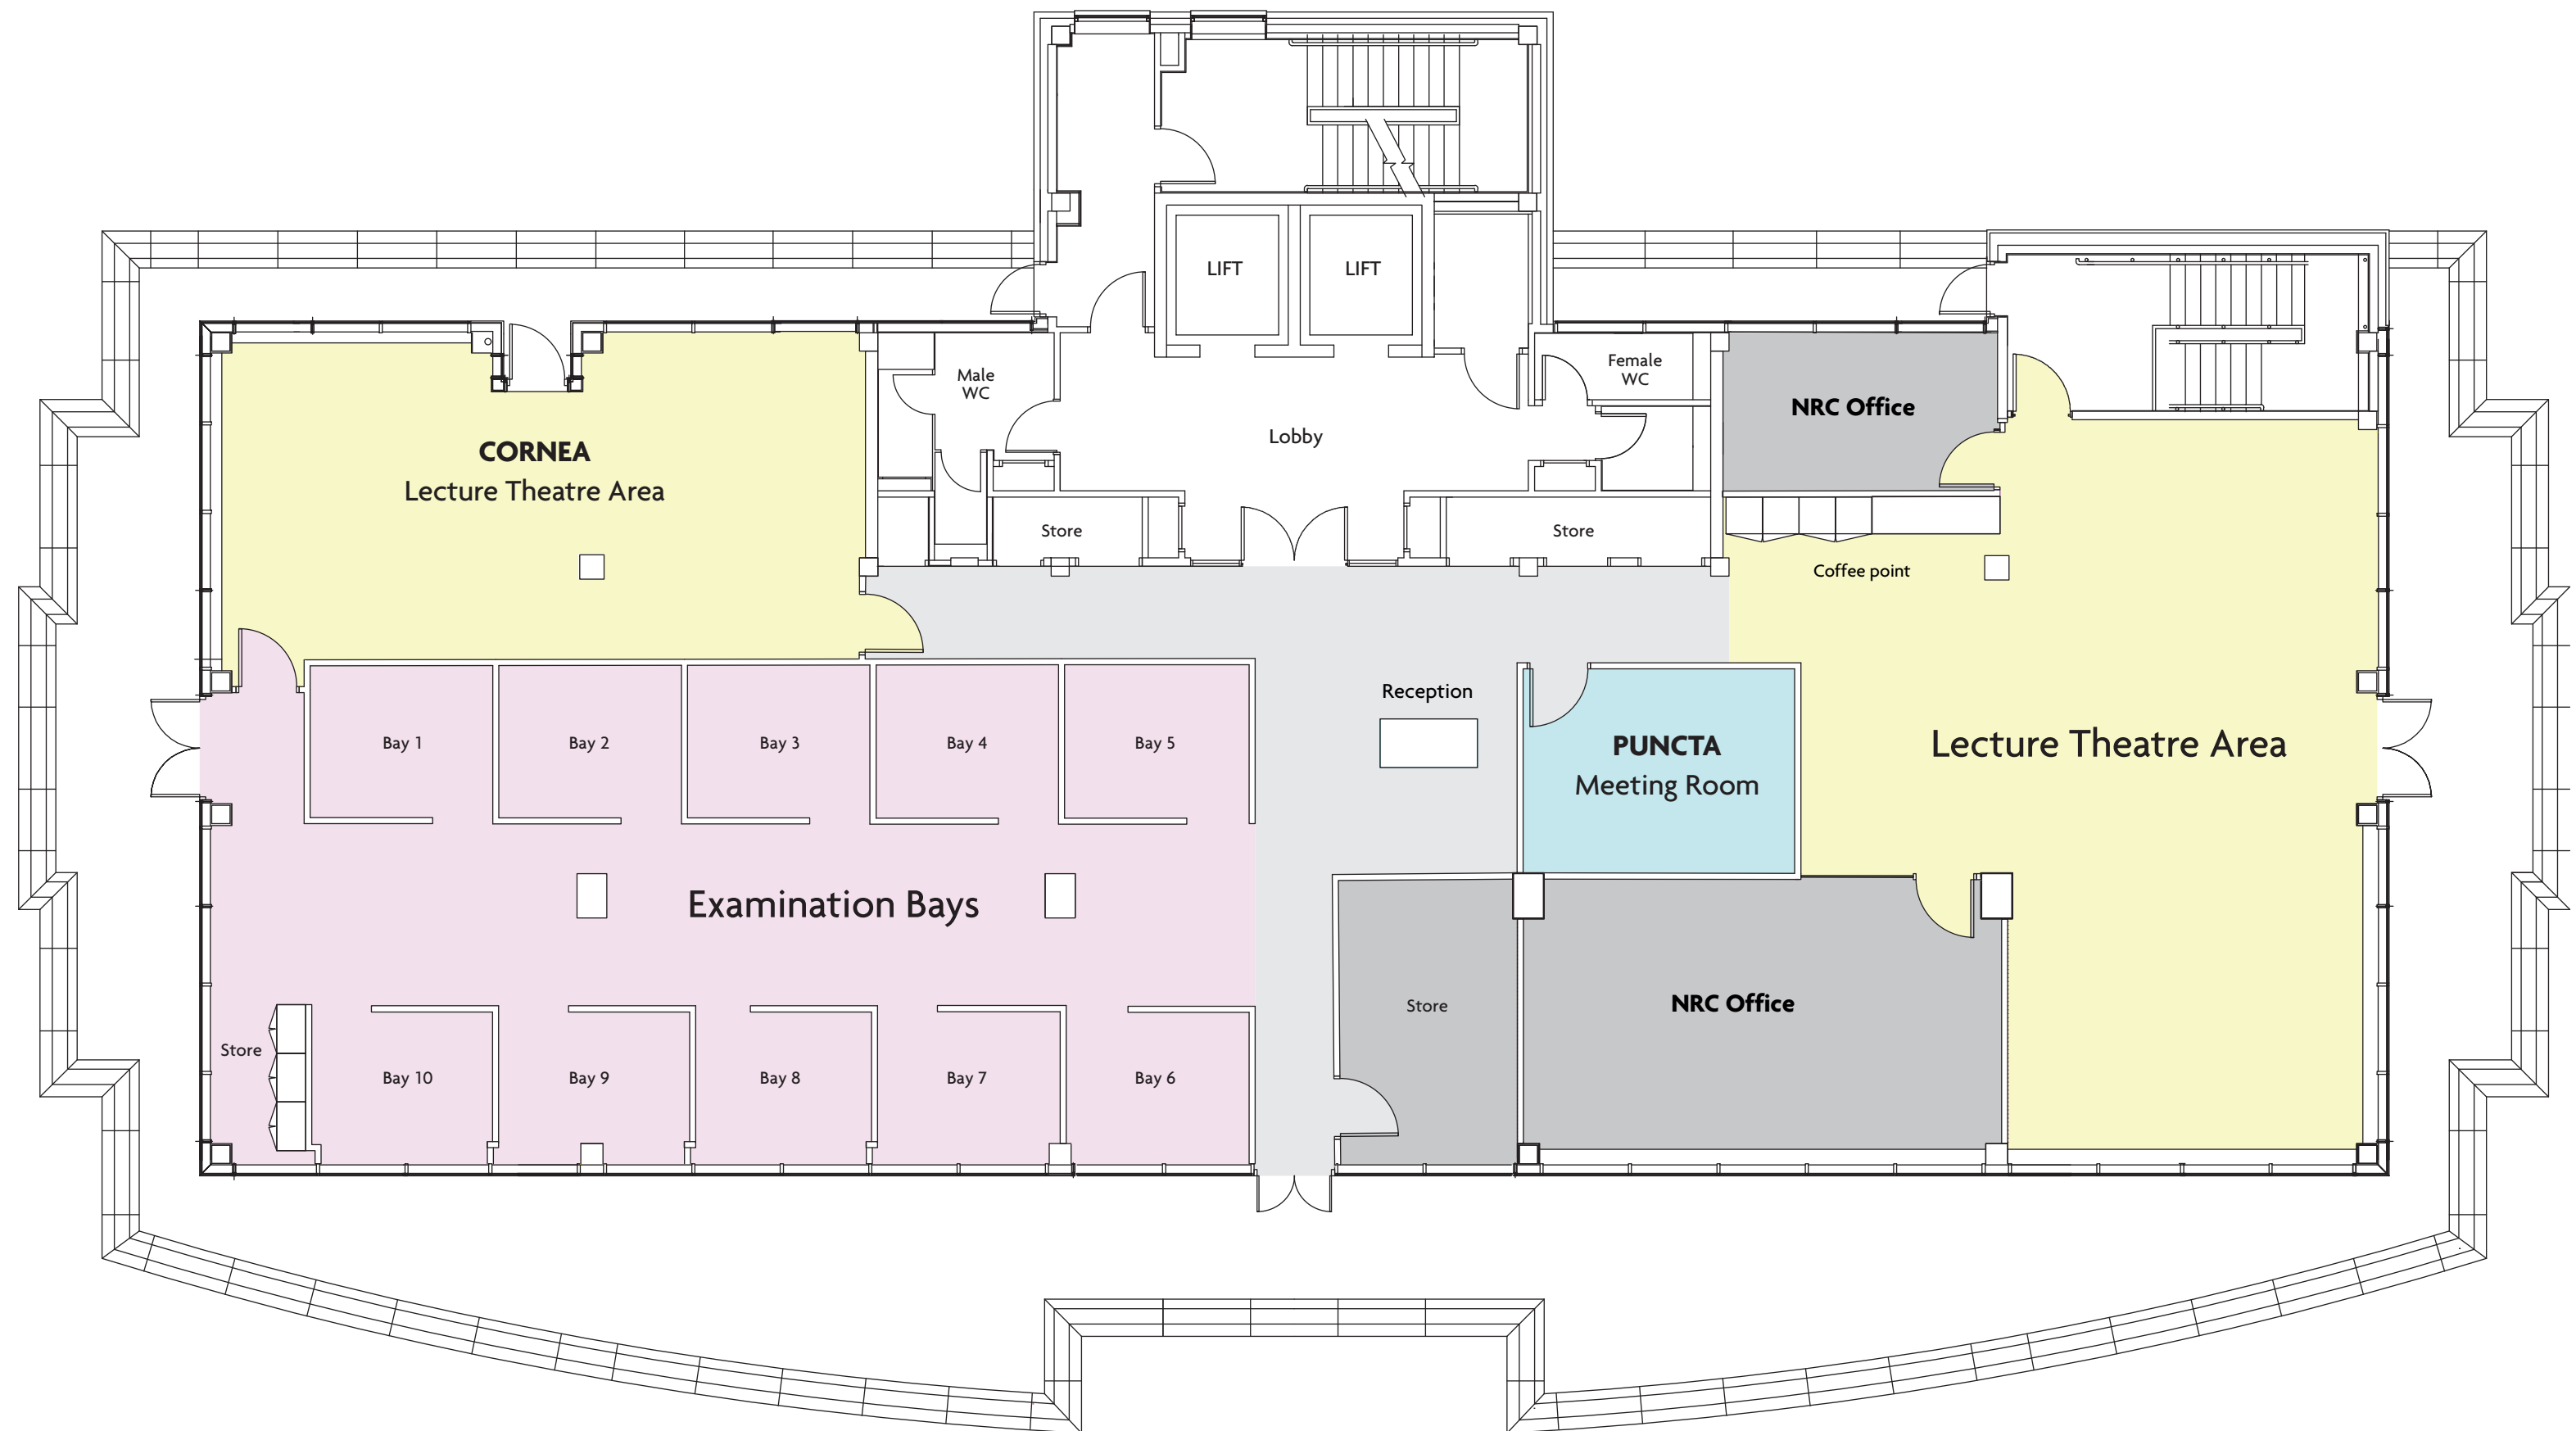 LIFT
LIFT
Male
WC
Female
WC
NRC Office
Lobby
CORNEA
Lecture Theatre Area
Store
Store
Coffee point
Reception
Bay 1
Bay 2
Bay 3
Bay 4
Bay 5
PUNCTA
Meeting Room
Lecture Theatre Area
Examination Bays
Store
NRC Office
Store
Bay 10
Bay 9
Bay 8
Bay 7
Bay 6